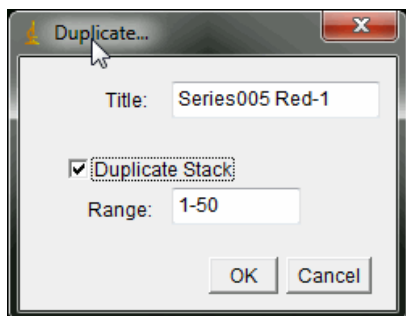 Duplicate...
X
Title: Series005 Red-1
Duplicate Stack
Range: 1-50
OK Cancel